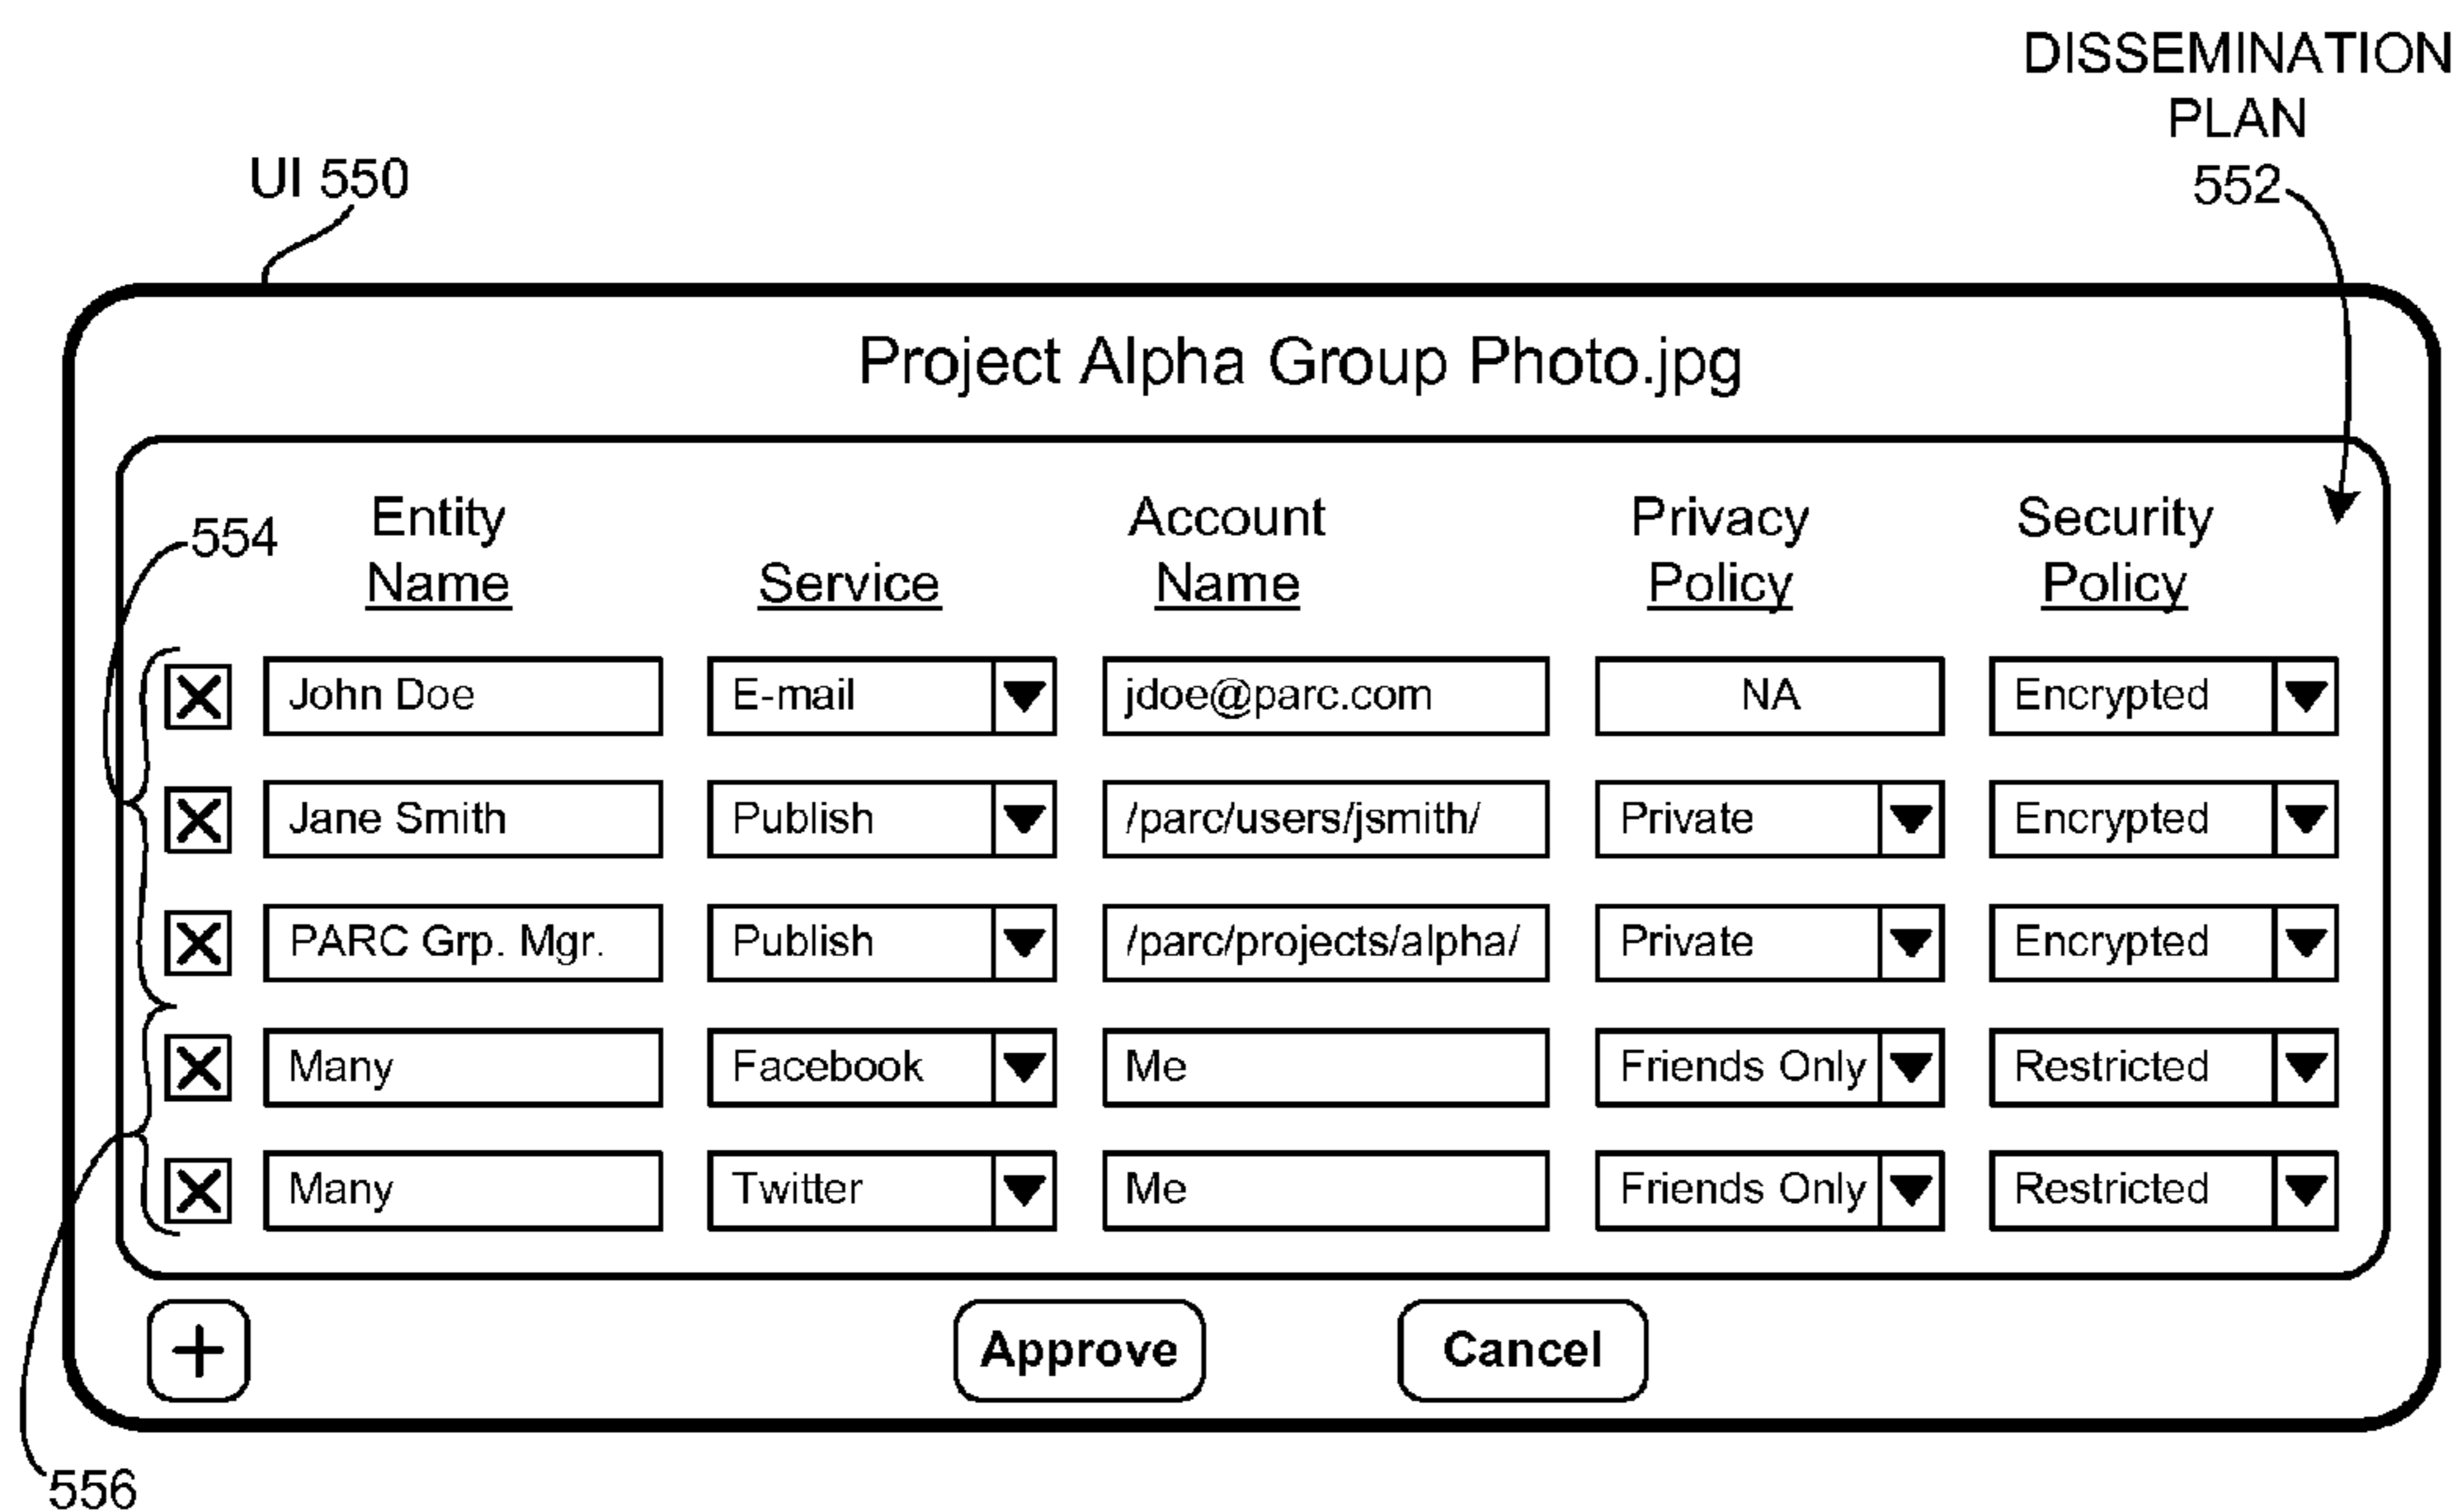 DISSEMINATION
PLAN
552
UI 550
Project Alpha Group Photo.jpg
554
Entity
Name
Service
Account
Name
Privacy
Policy
Security
Policy
John Doe E-mail jdoe@parc.com NA Encrypted
Jane Smith Publish /parc/users/jsmith/ Private Encrypted
PARC Grp. Mgr. Publish /parc/projects/alpha/ Private Encrypted
Many Facebook Me Friends Only Restricted
Many Twitter Me Friends Only Restricted
+ Approve Cancel
556